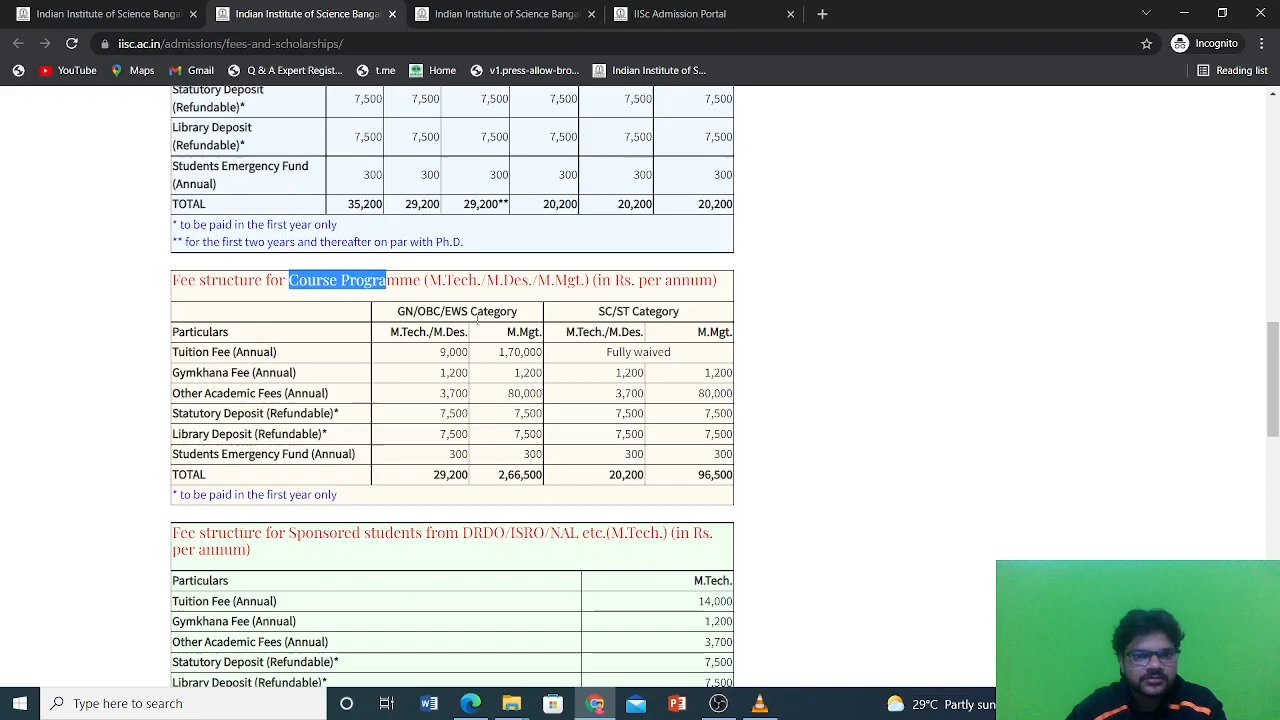 Indian Institute of Science Bangal
Indian Institute of Science Bangal
Indian Institute of Science Bangal
IISc Admission Portal
iisc.ac.in/admissions/fees-and-scholarships/
Incognito
YouTube
Maps
Gmail
Q & A Expert Regist...
t.me
Home
v1.press-allow-bro...
Indian Institute of S...
Reading list
Statutory Deposit (Refundable)* 7,500 7,500 7,500 7,500 7,500 7,500
Library Deposit (Refundable)* 7,500 7,500 7,500 7,500 7,500 7,500
Students Emergency Fund (Annual) 300 300 300 300 300 300
TOTAL 35,200 29,200 29,200** 20,200 20,200 20,200
* to be paid in the first year only
** for the first two years and thereafter on par with Ph.D.
Fee structure for Course Programme (M.Tech./M.Des./M.Mgt.) (in Rs. per annum)
GN/OBC/EWS Category SC/ST Category
Particulars M.Tech./M.Des. M.Mgt. M.Tech./M.Des. M.Mgt.
Tuition Fee (Annual) 9,000 1,70,000 Fully waived
Gymkhana Fee (Annual) 1,200 1,200 1,200 1,200
Other Academic Fees (Annual) 3,700 80,000 3,700 80,000
Statutory Deposit (Refundable)* 7,500 7,500 7,500 7,500
Library Deposit (Refundable)* 7,500 7,500 7,500 7,500
Students Emergency Fund (Annual) 300 300 300 300
TOTAL 29,200 2,66,500 20,200 96,500
* to be paid in the first year only
Fee structure for Sponsored students from DRDO/ISRO/NAL etc.(M.Tech.) (in Rs.
per annum)
Particulars M.Tech.
Tuition Fee (Annual) 14,000
Gymkhana Fee (Annual) 1,200
Other Academic Fees (Annual) 3,700
Statutory Deposit (Refundable)* 7,500
Library Deposit (Refundable)* 7,500
Type here to search
29°C Partly sun